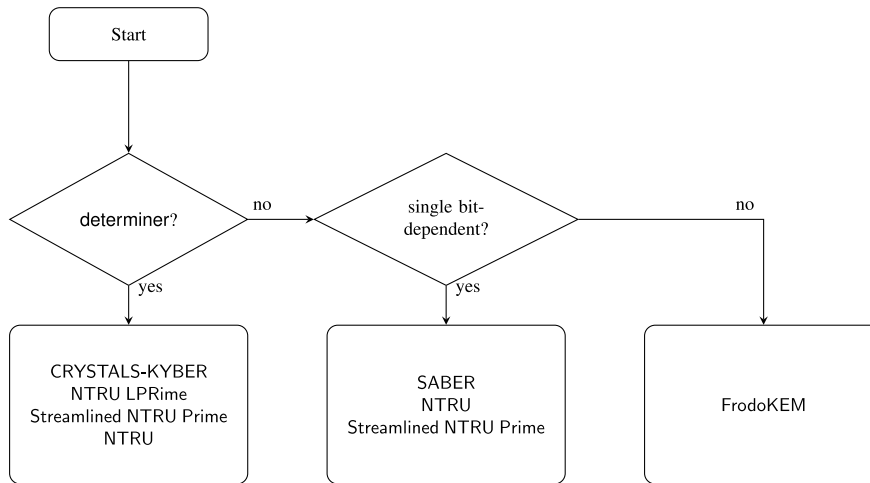 Start
determiner?
no
single bit-
dependent?
no
yes
yes
CRYSTALS-KYBER
NTRU LPRime
Streamlined NTRU Prime
NTRU
SABER
NTRU
Streamlined NTRU Prime
FrodoKEM